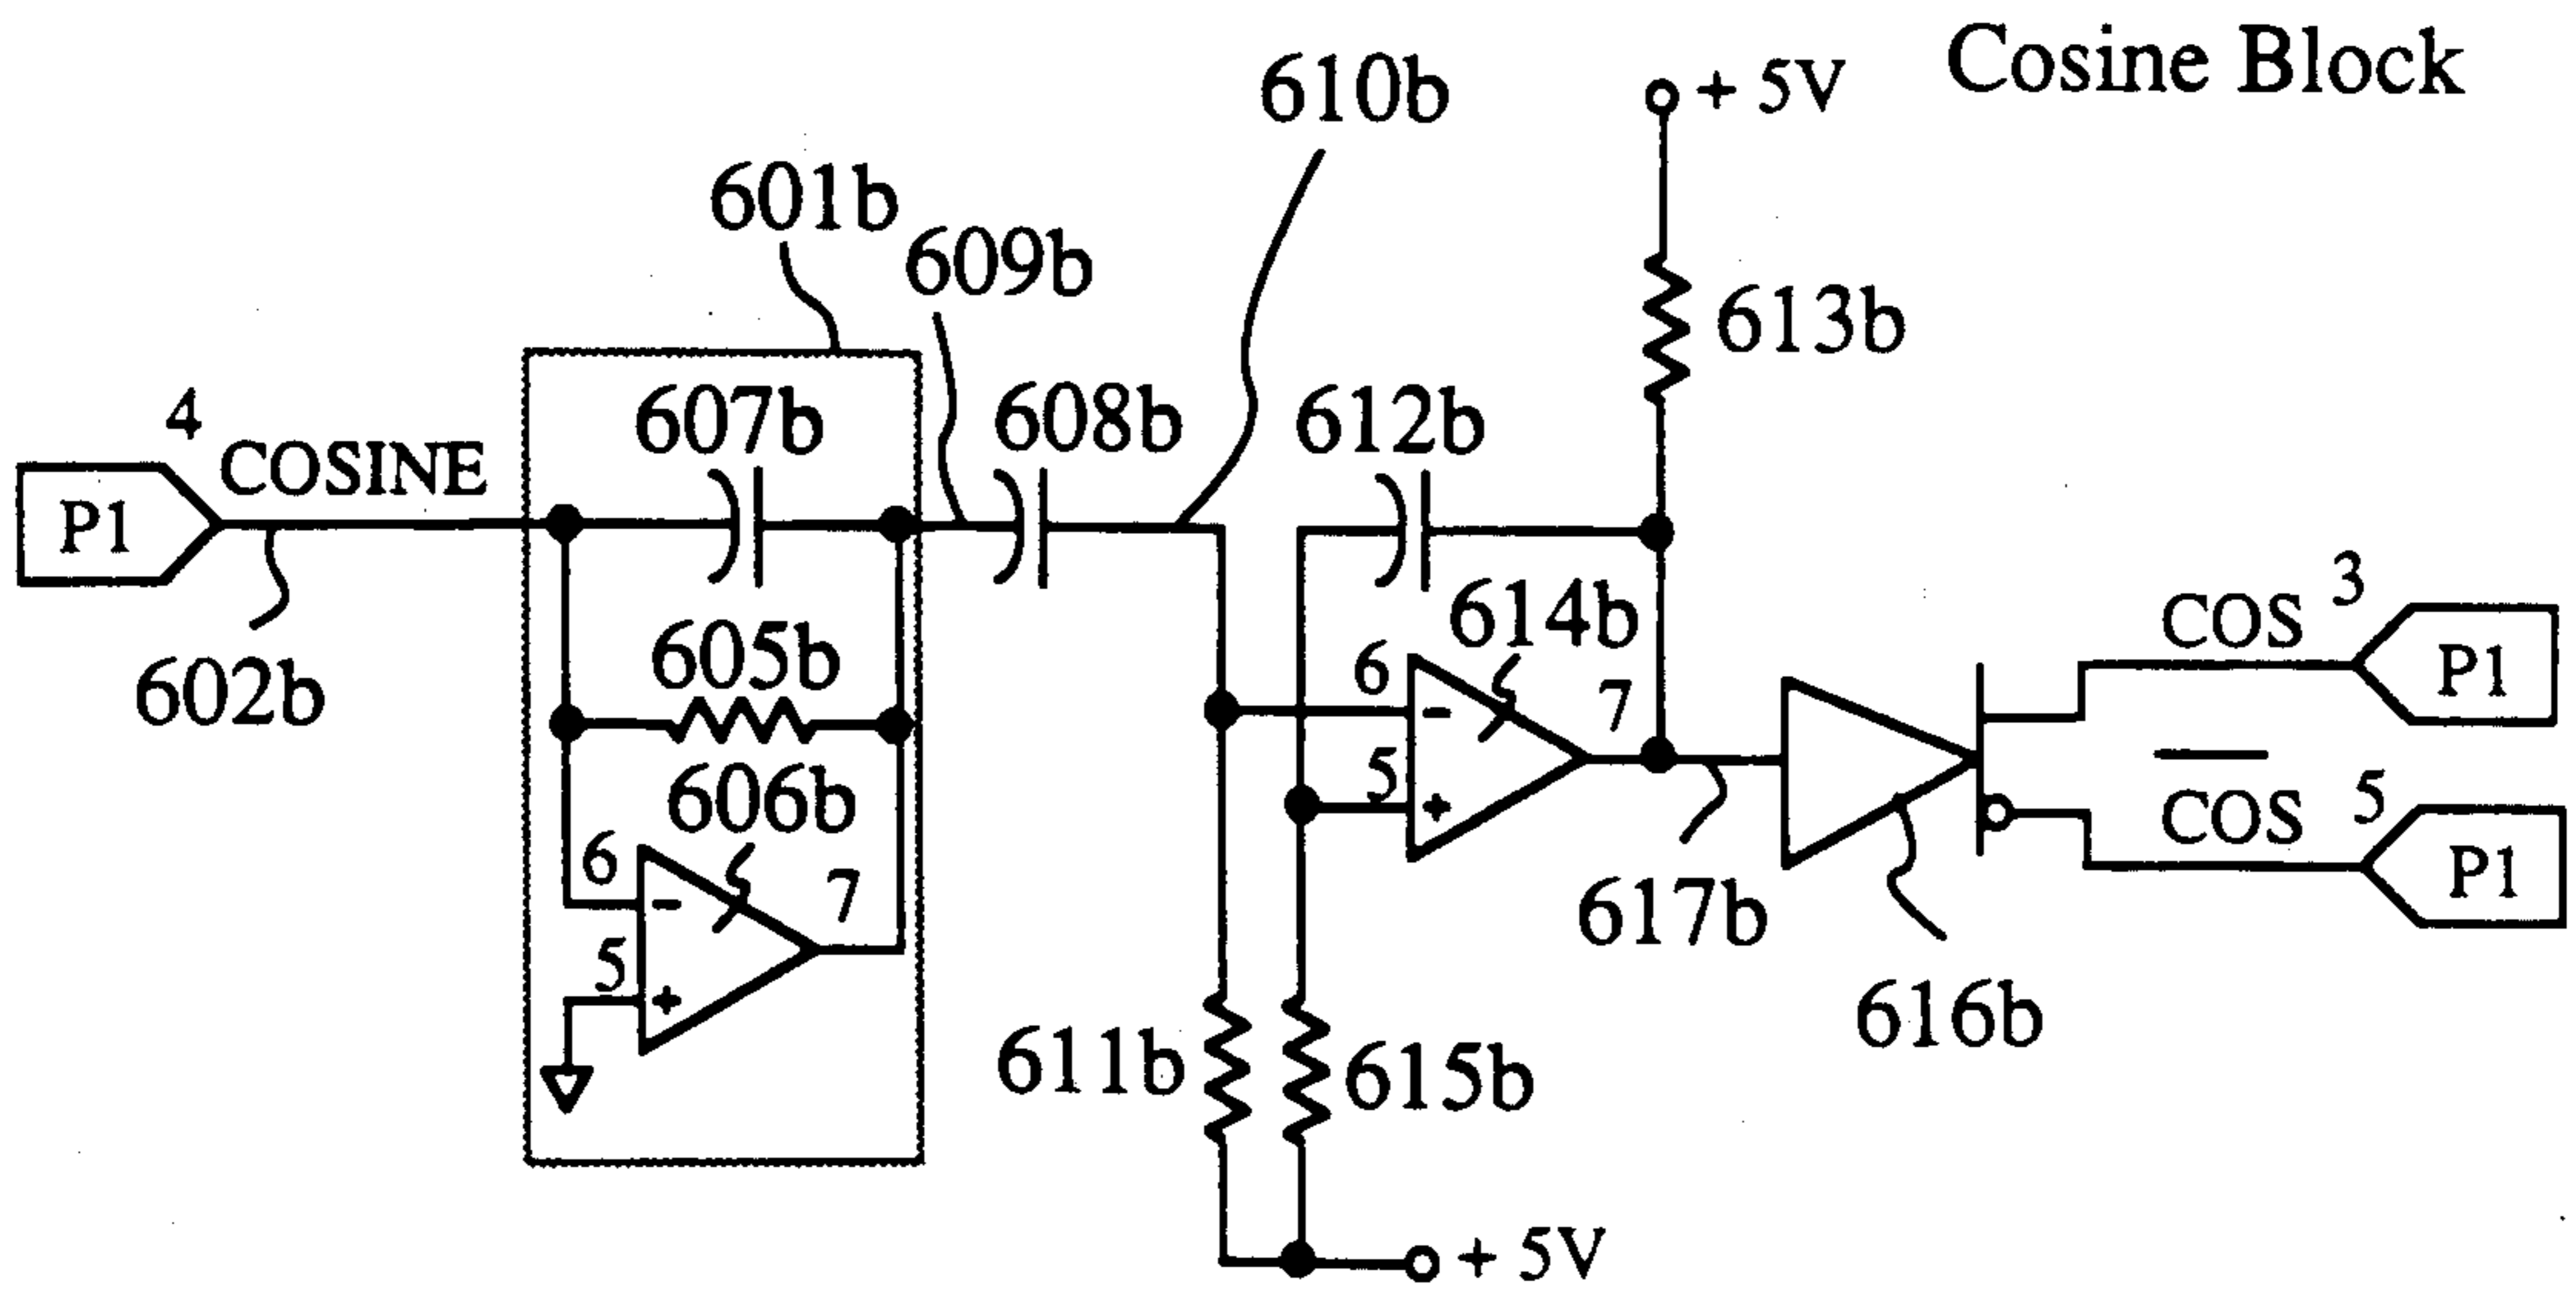 Cosine Block
+ 5V
610b
601b
609b
613b
4
COSINE
607b
608b
612b
P1
602b
605b
606b
6
-
5
+
7
614b
6
-
5
+
7
617b
616b
COS
3
P1
COS
5
P1
611b
615b
+ 5V